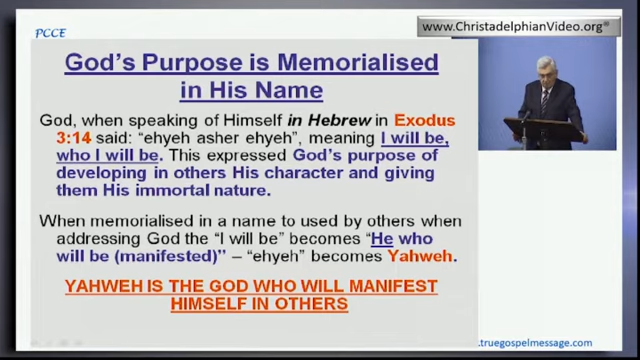 PCCE
www.ChristadelphianVideo.org®
God's Purpose is Memorialised
in His Name
God, when speaking of Himself in Hebrew in Exodus
3:14 said: "ehyeh asher ehyeh", meaning I will be,
who I will be. This expressed God's purpose of
developing in others His character and giving
them His immortal nature.
When memorialised in a name to used by others when
addressing God the "I will be" becomes "He who
will be (manifested)" – "ehyeh" becomes Yahweh.
YAHWEH IS THE GOD WHO WILL MANIFEST
HIMSELF IN OTHERS
.truegospelmessage.com